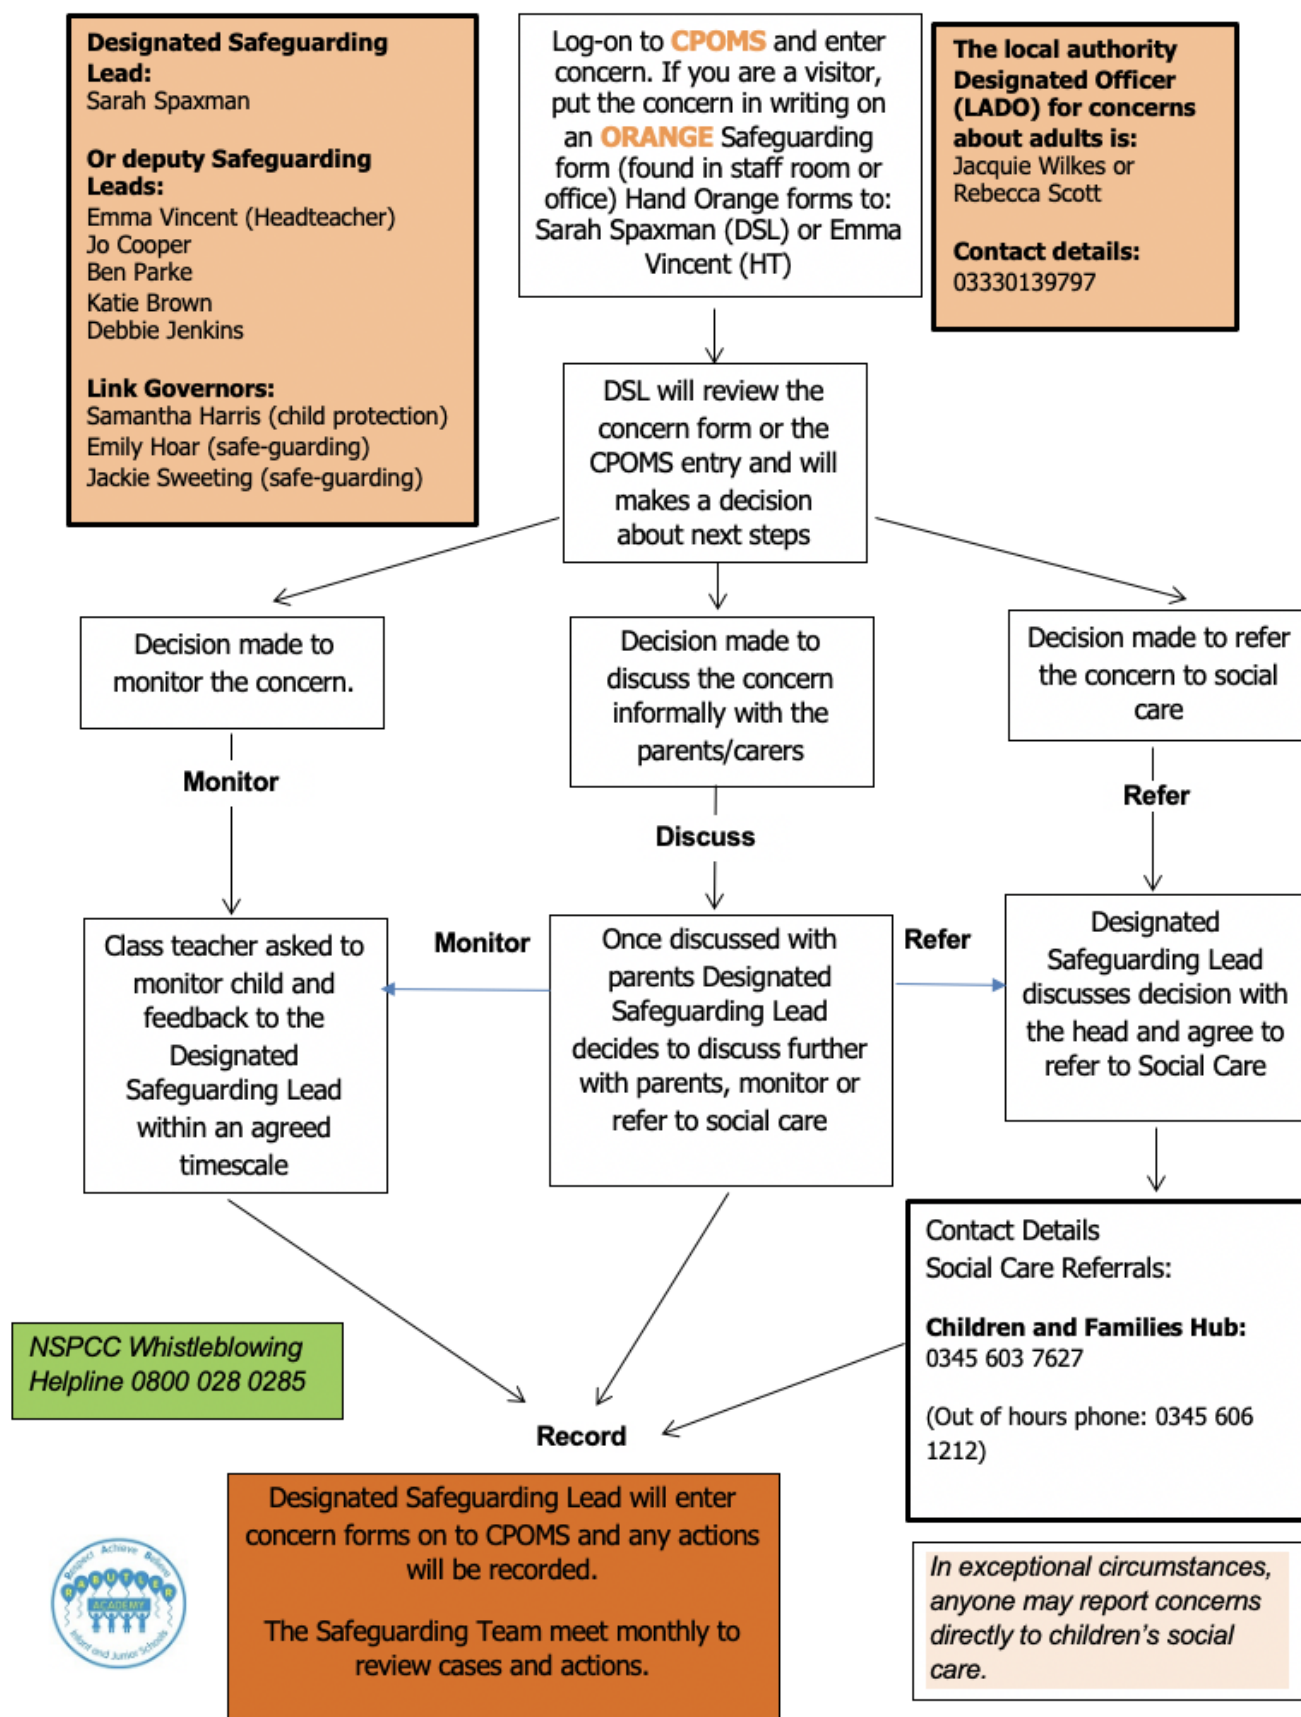 Designated Safeguarding
Lead:
Sarah Spaxman
Or deputy Safeguarding
Leads:
Emma Vincent (Headteacher)
Jo Cooper
Ben Parke
Katie Brown
Debbie Jenkins
Link Governors:
Samantha Harris (child protection)
Emily Hoar (safe-guarding)
Jackie Sweeting (safe-guarding)
Log-on to CPOMS and enter
concern. If you are a visitor,
put the concern in writing on
an ORANGE Safeguarding
form (found in staff room or
office) Hand Orange forms to:
Sarah Spaxman (DSL) or Emma
Vincent (HT)
The local authority
Designated Officer
(LADO) for concerns
about adults is:
Jacquie Wilkes or
Rebecca Scott
Contact details:
03330139797
DSL will review the
concern form or the
CPOMS entry and will
makes a decision
about next steps
Decision made to
monitor the concern.
Decision made to
discuss the concern
informally with the
parents/carers
Decision made to refer
the concern to social
care
Monitor
Discuss
Refer
Class teacher asked to
monitor child and
feedback to the
Designated
Safeguarding Lead
within an agreed
timescale
Monitor
Once discussed with
parents Designated
Safeguarding Lead
decides to discuss further
with parents, monitor or
refer to social care
Refer
Designated
Safeguarding Lead
discusses decision with
the head and agree to
refer to Social Care
Contact Details
Social Care Referrals:
Children and Families Hub:
0345 603 7627
(Out of hours phone: 0345 606
1212)
NSPCC Whistleblowing
Helpline 0800 028 0285
Record
Designated Safeguarding Lead will enter
concern forms on to CPOMS and any actions
will be recorded.
The Safeguarding Team meet monthly to
review cases and actions.
Respect Achieve Believe
R A BUTLER
ACADEMY
Infant and Junior Schools
In exceptional circumstances,
anyone may report concerns
directly to children's social
care.